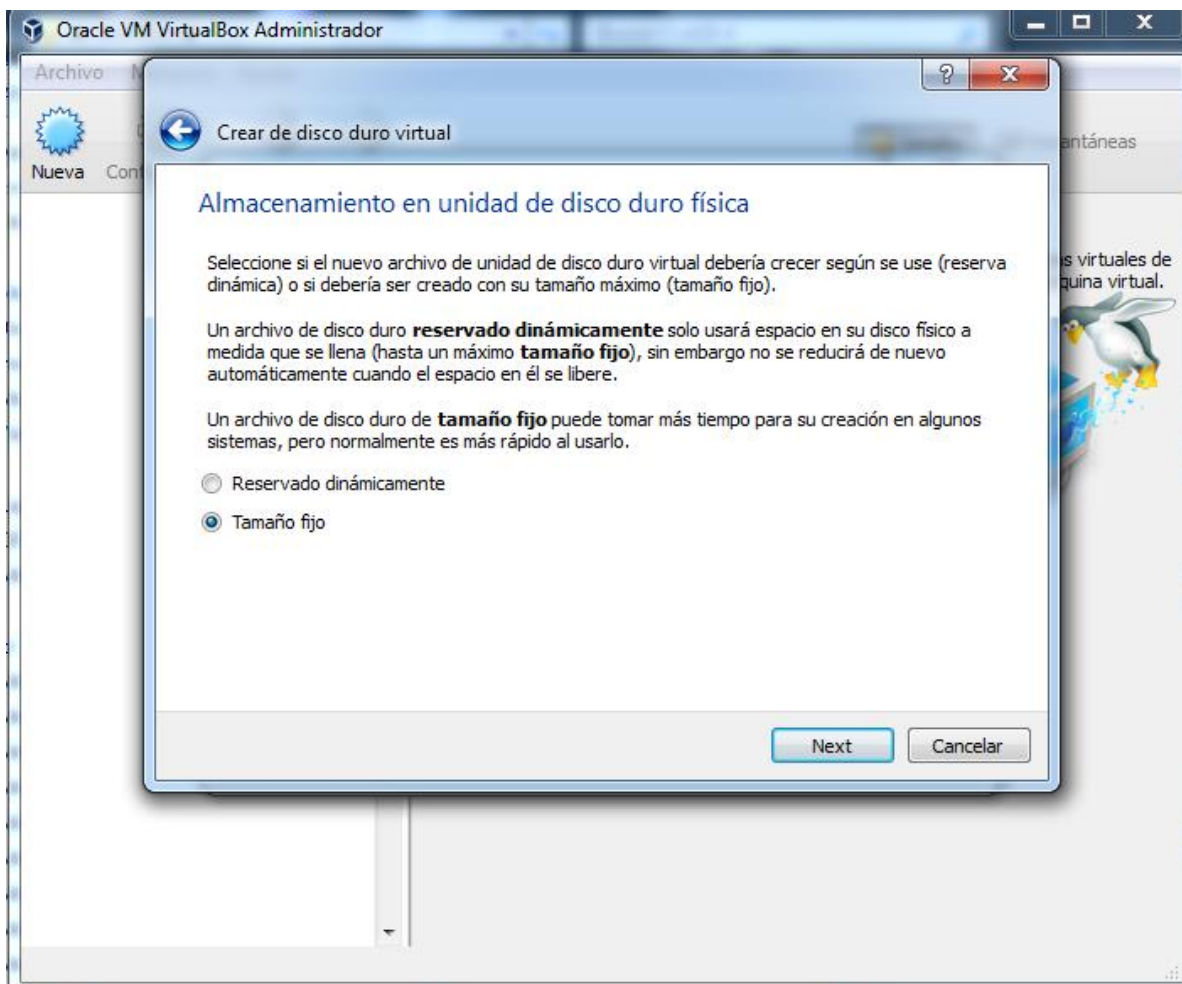 Oracle VM VirtualBox Administrador
Archivo
Nueva
antáneas
s virtuales de
quina virtual.
Crear de disco duro virtual
Almacenamiento en unidad de disco duro física
Seleccione si el nuevo archivo de unidad de disco duro virtual debería crecer según se use (reserva
dinámica) o si debería ser creado con su tamaño máximo (tamaño fijo).
Un archivo de disco duro reservado dinámicamente solo usará espacio en su disco físico a
medida que se llena (hasta un máximo tamaño fijo), sin embargo no se reducirá de nuevo
automáticamente cuando el espacio en él se libere.
Un archivo de disco duro de tamaño fijo puede tomar más tiempo para su creación en algunos
sistemas, pero normalmente es más rápido al usarlo.
Reservado dinámicamente
Tamaño fijo
Next Cancelar